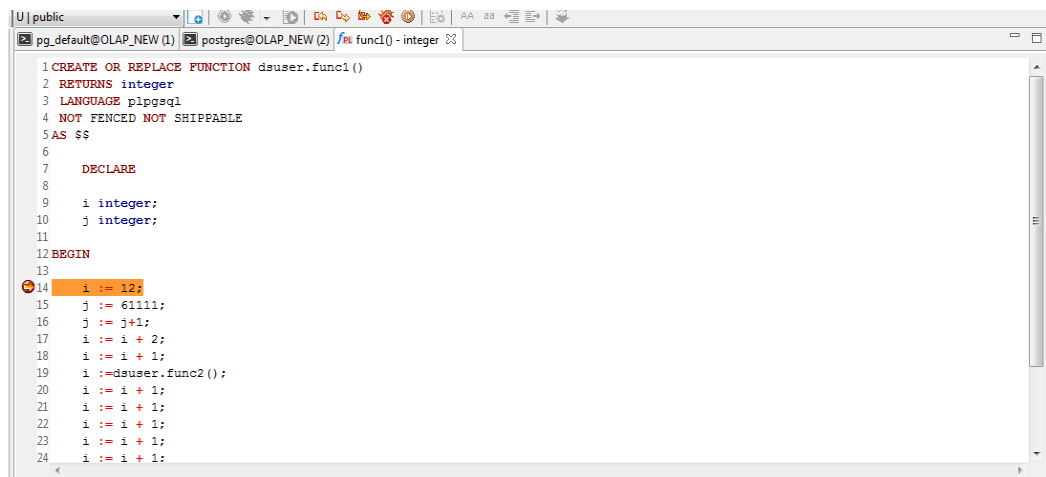 U | public
AA aa
pg_default@OLAP_NEW (1) postgres@OLAP_NEW (2) fPL func1() - integer
1 CREATE OR REPLACE FUNCTION dsuser.func1()
2 RETURNS integer
3 LANGUAGE plpgsql
4 NOT FENCED NOT SHIPPABLE
5 AS $$
6
7 DECLARE
8
9 i integer;
10 j integer;
11
12 BEGIN
13
14 i := 12;
15 j := 61111;
16 j := j+1;
17 i := i + 2;
18 i := i + 1;
19 i :=dsuser.func2();
20 i := i + 1;
21 i := i + 1;
22 i := i + 1;
23 i := i + 1;
24 i := i + 1;